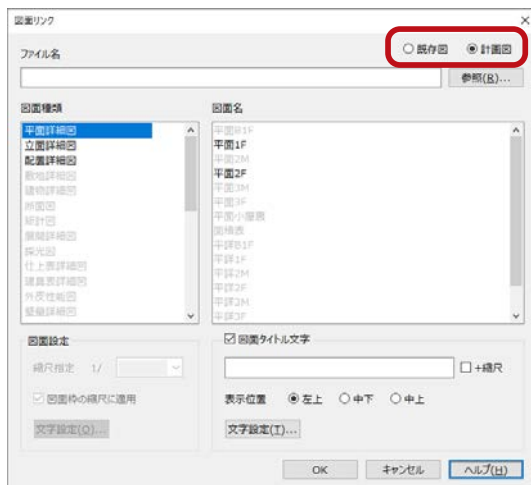 図面リンク
ファイル名
既存図 計画図
参照(R)...
図面種類
平面詳細図
立面詳細図
配置詳細図
敷地詳細図
建物詳細図
断面図
矩計図
展開詳細図
採光図
仕上表詳細図
建具表詳細図
外皮性能図
壁量詳細図
図面名
平面B1F
平面1F
平面2M
平面2F
平面3M
平面3F
平面小屋裏
面積表
平詳B1F
平詳1F
平詳2M
平詳2F
平詳3M
平詳3F
図面設定
縮尺指定 1/
図面枠の縮尺に適用
文字設定(O)...
図面タイトル文字
+縮尺
表示位置 左上 中下 中上
文字設定(T)...
OK キャンセル ヘルプ(H)